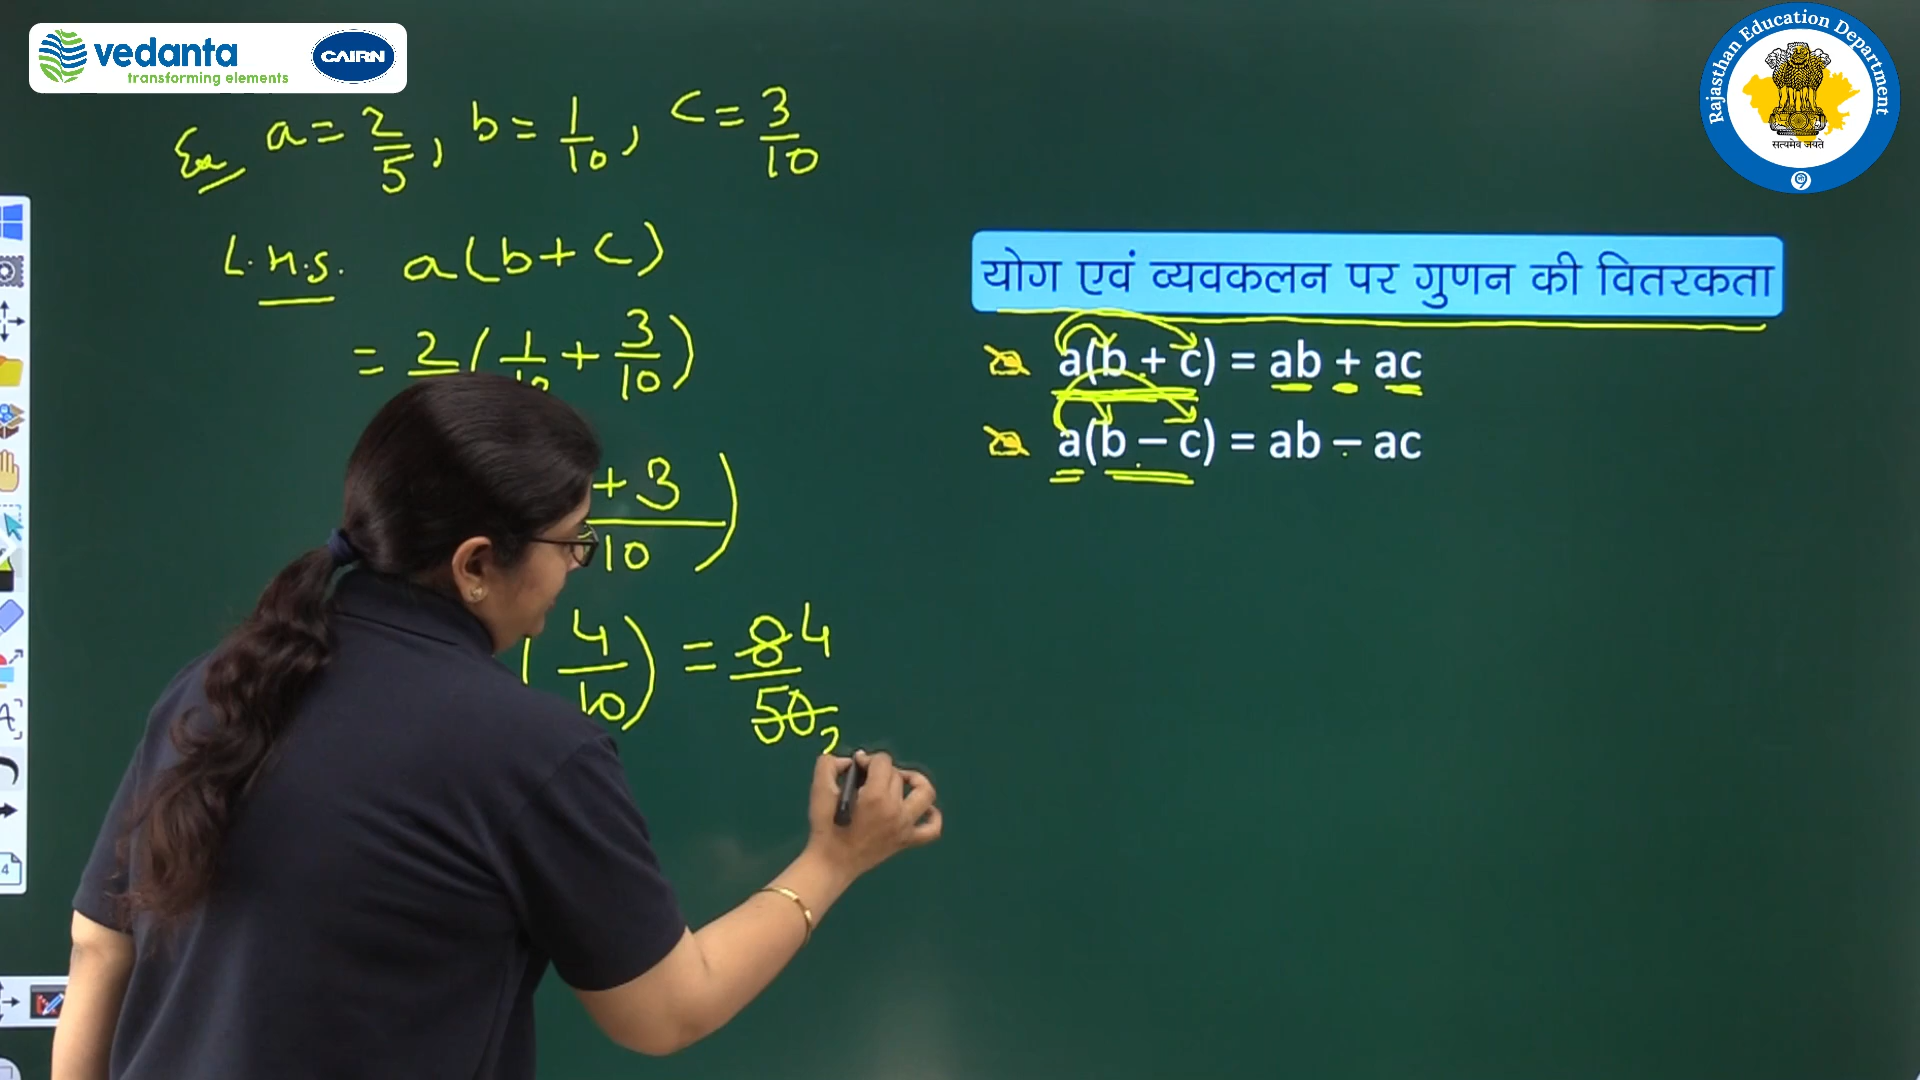 vedanta
transforming elements
CAIRN
Rajasthan Education Department
सत्यमेव जयते
Ex a = 2/5, b = 1/10, c = 3/10
L.H.S. a(b+c)
= 2 ( 1/10 + 3/10 )
+ 3
10 )
( 4/10 ) = 8 4
50 2
योग एवं व्यवकलन पर गुणन की वितरकता
a(b + c) = ab + ac
a(b – c) = ab – ac